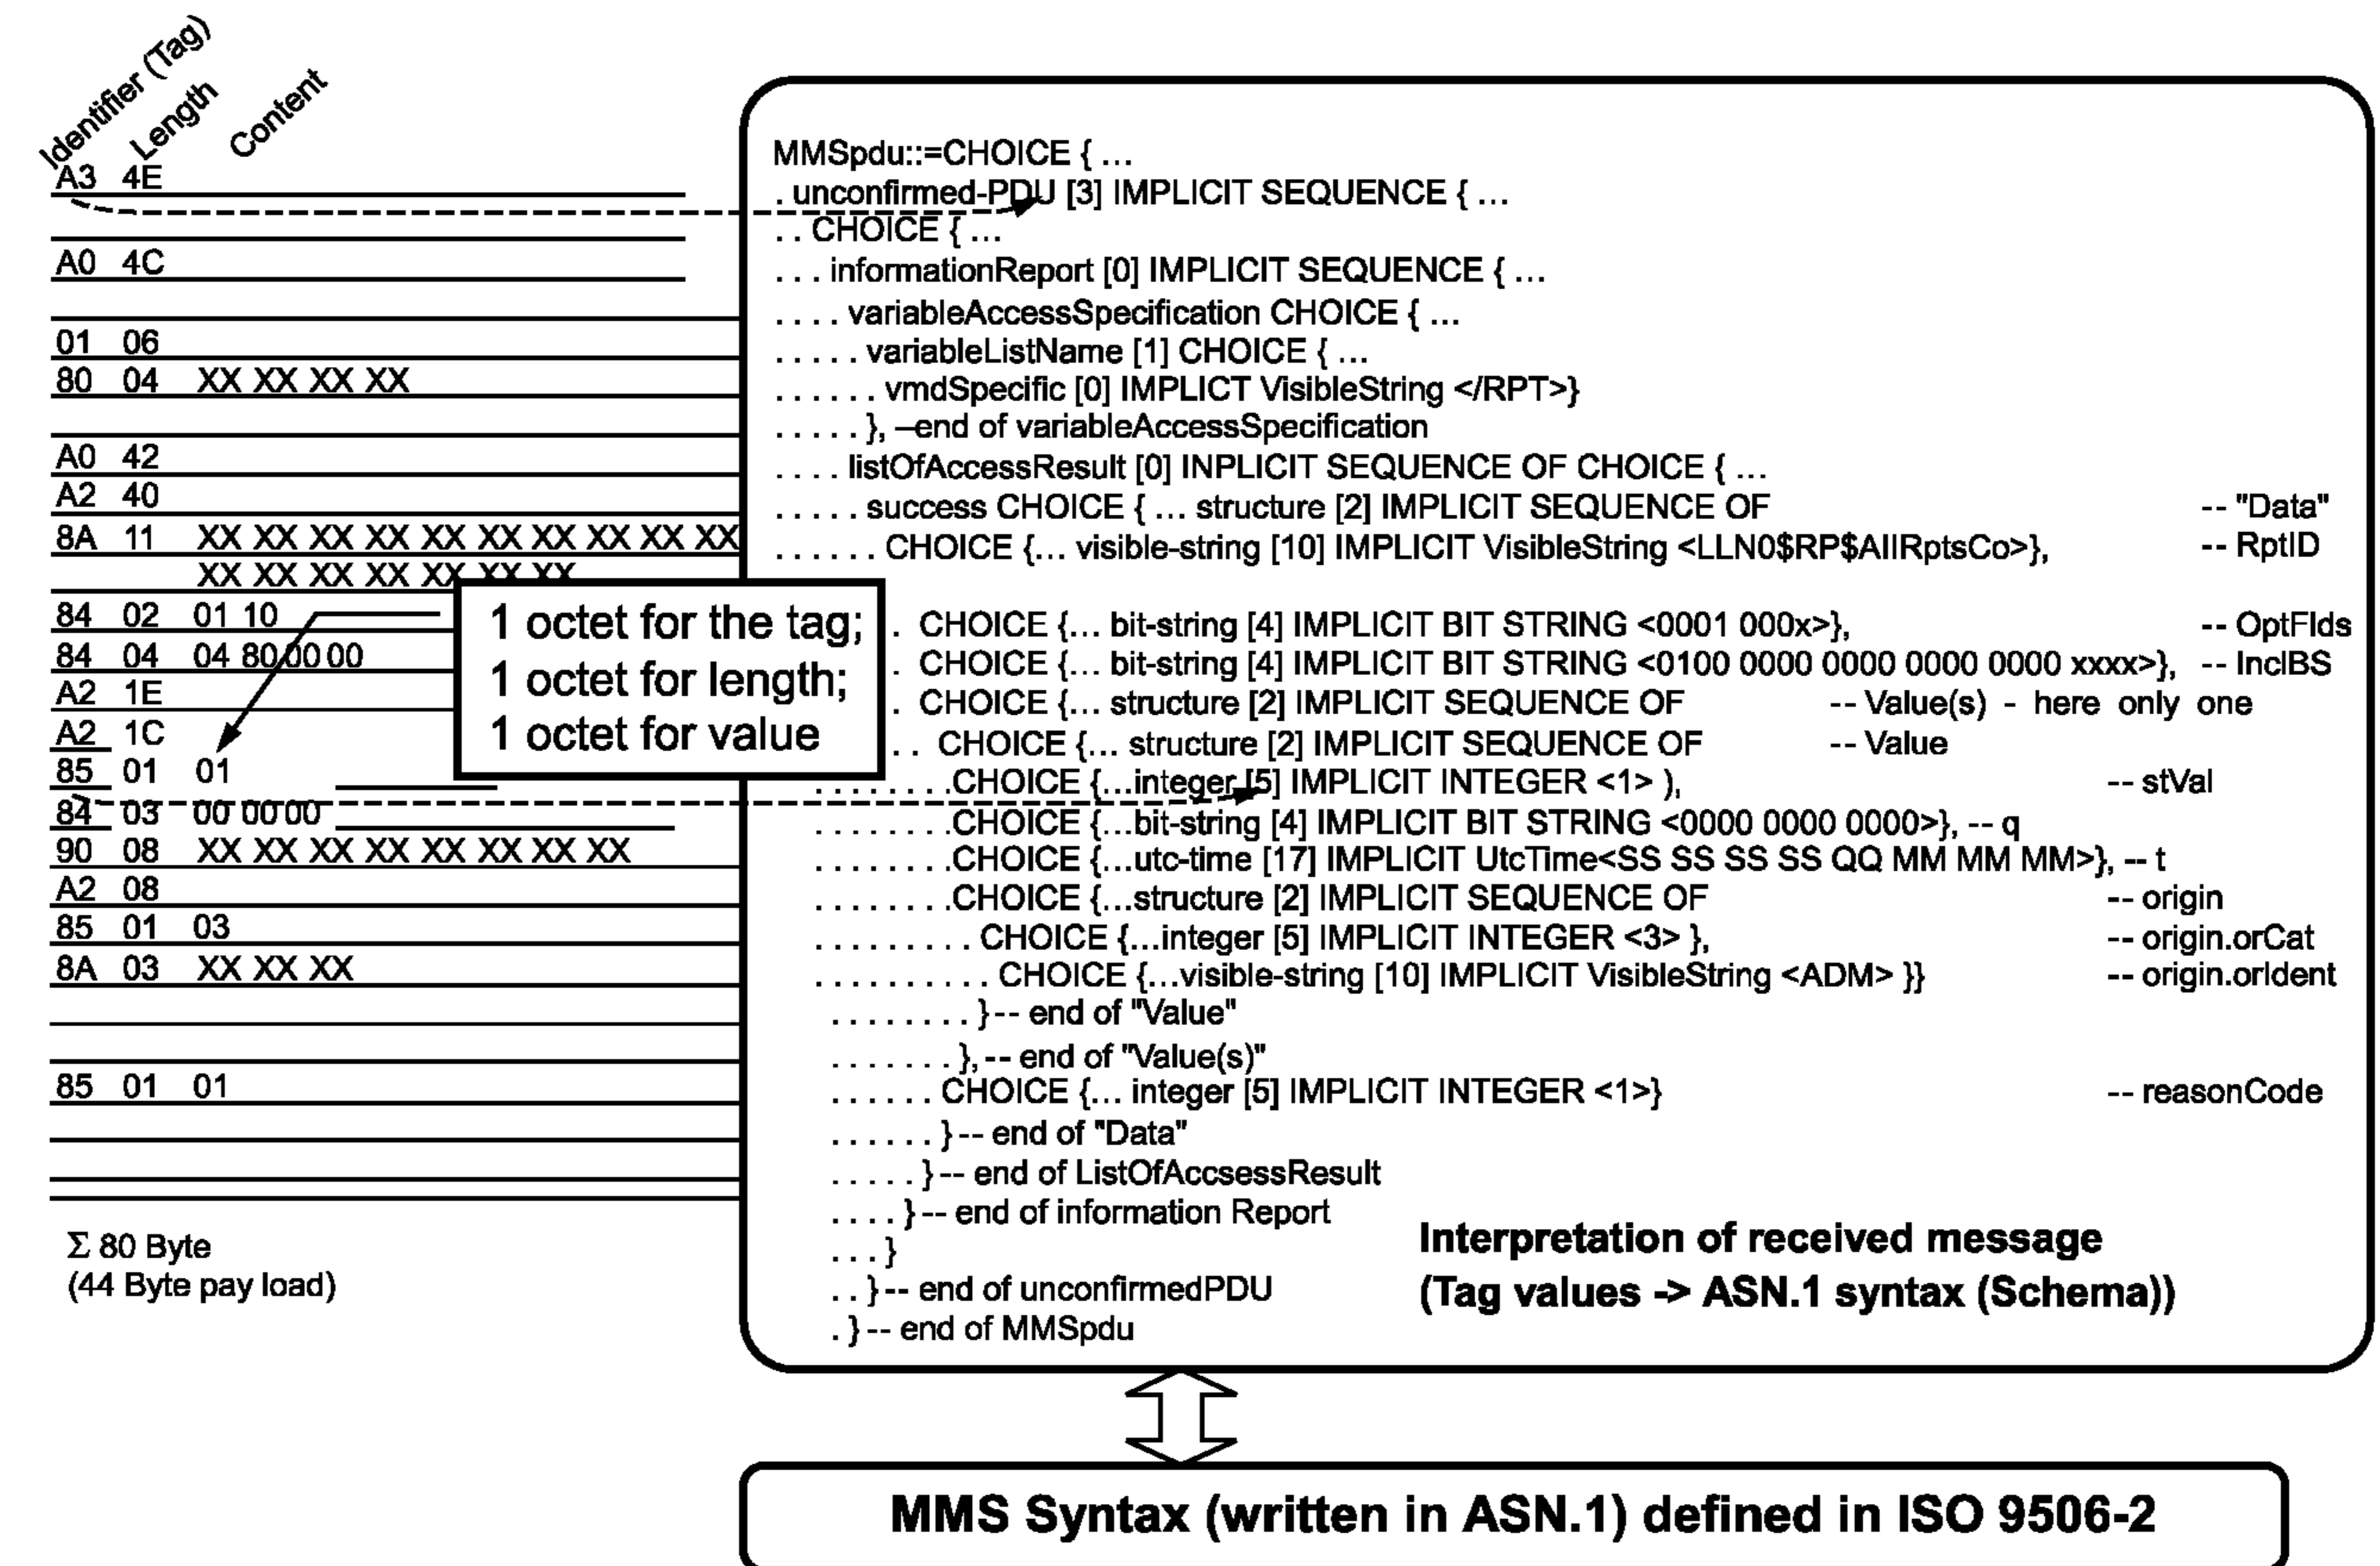 Identifier (Tag)
Length
Content
A3 4E
A0 4C
01 06
80 04 XX XX XX XX
A0 42
A2 40
8A 11 XX XX XX XX XX XX XX XX XX XX
XX XX XX XX XX XX XX
84 02 01 10
84 04 04 80 00 00
A2 1E
A2 1C
85 01 01
84 03 00 00 00
90 08 XX XX XX XX XX XX XX XX
A2 08
85 01 03
8A 03 XX XX XX
85 01 01
Σ 80 Byte
(44 Byte pay load)
1 octet for the tag;
1 octet for length;
1 octet for value
MMSpdu::=CHOICE { ...
. unconfirmed-PDU [3] IMPLICIT SEQUENCE { ...
. . CHOICE { ...
. . . informationReport [0] IMPLICIT SEQUENCE { ...
. . . . variableAccessSpecification CHOICE { ...
. . . . . variableListName [1] CHOICE { ...
. . . . . . vmdSpecific [0] IMPLICT VisibleString </RPT>}
. . . . . }, –end of variableAccessSpecification
. . . . listOfAccessResult [0] INPLICIT SEQUENCE OF CHOICE { ...
. . . . . success CHOICE { ... structure [2] IMPLICIT SEQUENCE OF -- "Data"
. . . . . . CHOICE {... visible-string [10] IMPLICIT VisibleString <LLN0$RP$AllRptsCo>}, -- RptID
. CHOICE {... bit-string [4] IMPLICIT BIT STRING <0001 000x>}, -- OptFlds
. CHOICE {... bit-string [4] IMPLICIT BIT STRING <0100 0000 0000 0000 0000 xxxx>}, -- InclBS
. CHOICE {... structure [2] IMPLICIT SEQUENCE OF -- Value(s) - here only one
. . CHOICE {... structure [2] IMPLICIT SEQUENCE OF -- Value
. . . . . . . .CHOICE {...integer [5] IMPLICIT INTEGER <1> ), -- stVal
. . . . . . . .CHOICE {...bit-string [4] IMPLICIT BIT STRING <0000 0000 0000>}, -- q
. . . . . . . .CHOICE {...utc-time [17] IMPLICIT UtcTime<SS SS SS SS QQ MM MM MM>}, -- t
. . . . . . . .CHOICE {...structure [2] IMPLICIT SEQUENCE OF -- origin
. . . . . . . . . CHOICE {...integer [5] IMPLICIT INTEGER <3> }, -- origin.orCat
. . . . . . . . . . CHOICE {...visible-string [10] IMPLICIT VisibleString <ADM> }} -- origin.orIdent
. . . . . . . . }-- end of "Value"
. . . . . . . },-- end of "Value(s)"
. . . . . . CHOICE {... integer [5] IMPLICIT INTEGER <1>} -- reasonCode
. . . . . . }-- end of "Data"
. . . . . }-- end of ListOfAccsessResult
. . . . }-- end of information Report
. . . }
. . }-- end of unconfirmedPDU
. }-- end of MMSpdu
Interpretation of received message
(Tag values -> ASN.1 syntax (Schema))
MMS Syntax (written in ASN.1) defined in ISO 9506-2